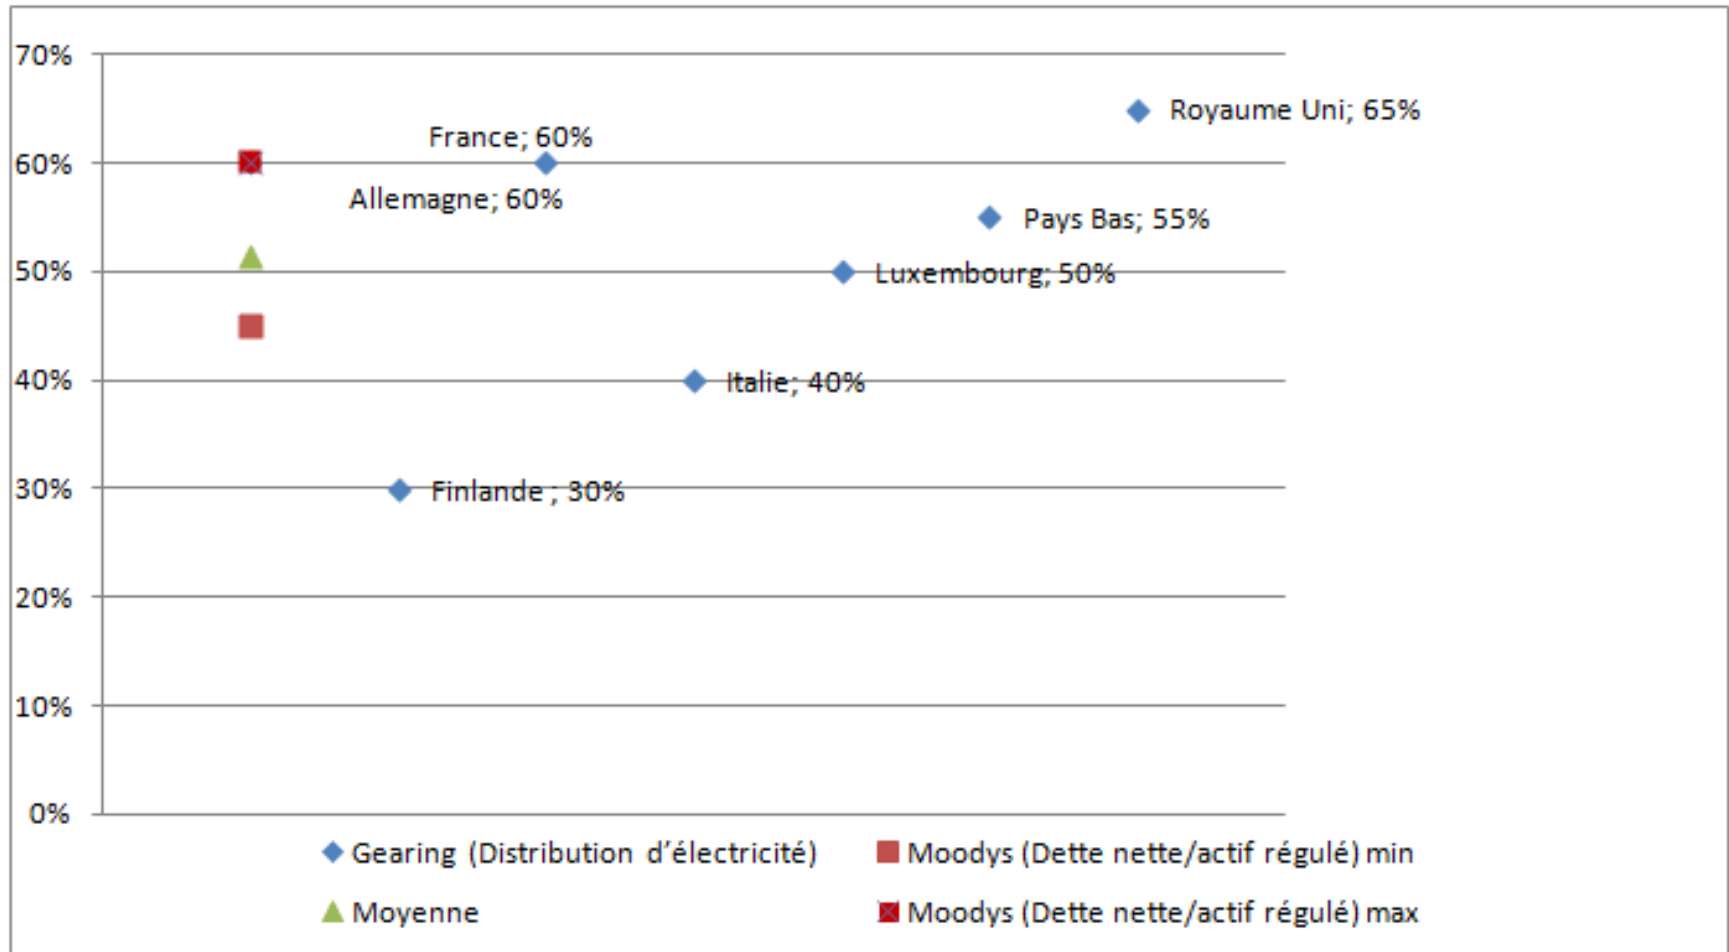 70%
Royaume Uni; 65%
France; 60%
60%
Allemagne; 60%
Pays Bas; 55%
50%
Luxembourg; 50%
40%
Italie; 40%
30%
Finlande ; 30%
20%
10%
0%
Gearing (Distribution d’électricité)
Moodys (Dette nette/actif régulé) min
Moyenne
Moodys (Dette nette/actif régulé) max